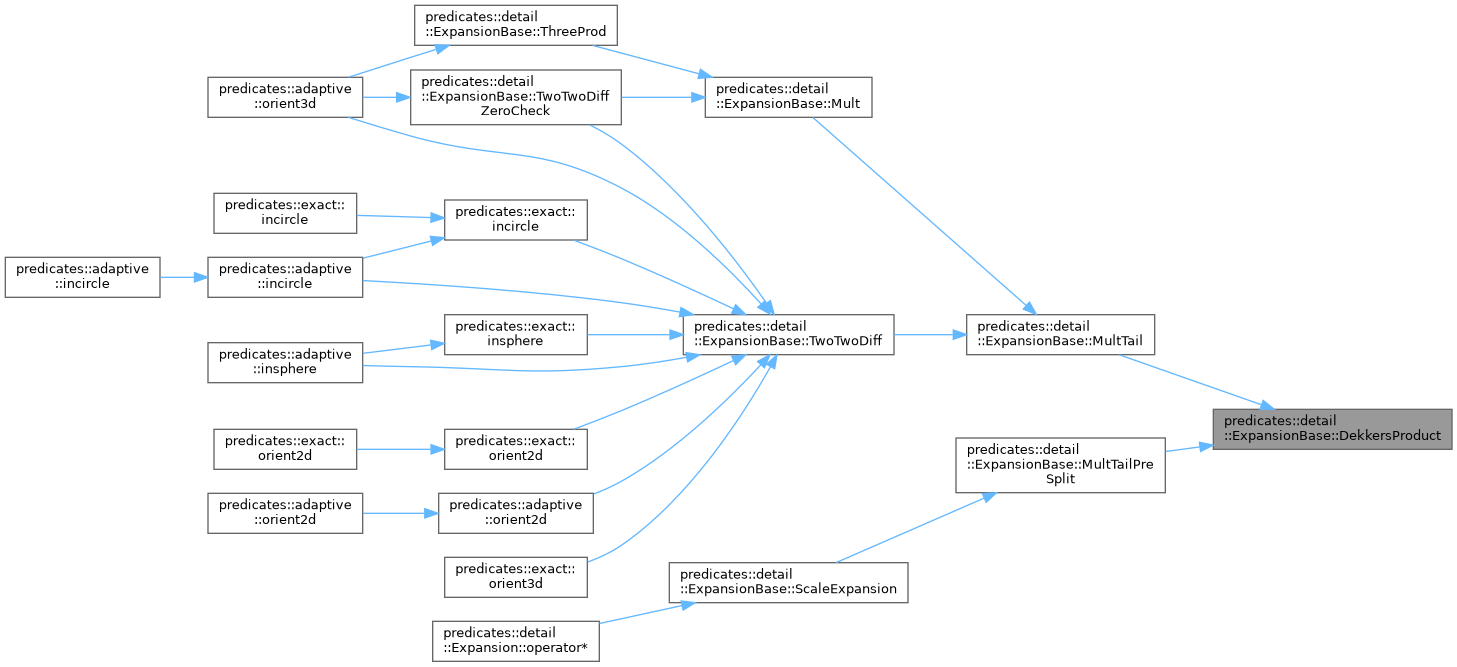 predicates::detail
::ExpansionBase::ThreeProd
predicates::adaptive
::orient3d
predicates::detail
::ExpansionBase::TwoTwoDiff
ZeroCheck
predicates::detail
::ExpansionBase::Mult
predicates::exact::
incircle
predicates::exact::
incircle
predicates::adaptive
::incircle
predicates::adaptive
::incircle
predicates::exact::
insphere
predicates::detail
::ExpansionBase::TwoTwoDiff
predicates::detail
::ExpansionBase::MultTail
predicates::adaptive
::insphere
predicates::detail
::ExpansionBase::DekkersProduct
predicates::exact::
orient2d
predicates::exact::
orient2d
predicates::detail
::ExpansionBase::MultTailPre
Split
predicates::adaptive
::orient2d
predicates::adaptive
::orient2d
predicates::exact::
orient3d
predicates::detail
::ExpansionBase::ScaleExpansion
predicates::detail
::Expansion::operator*